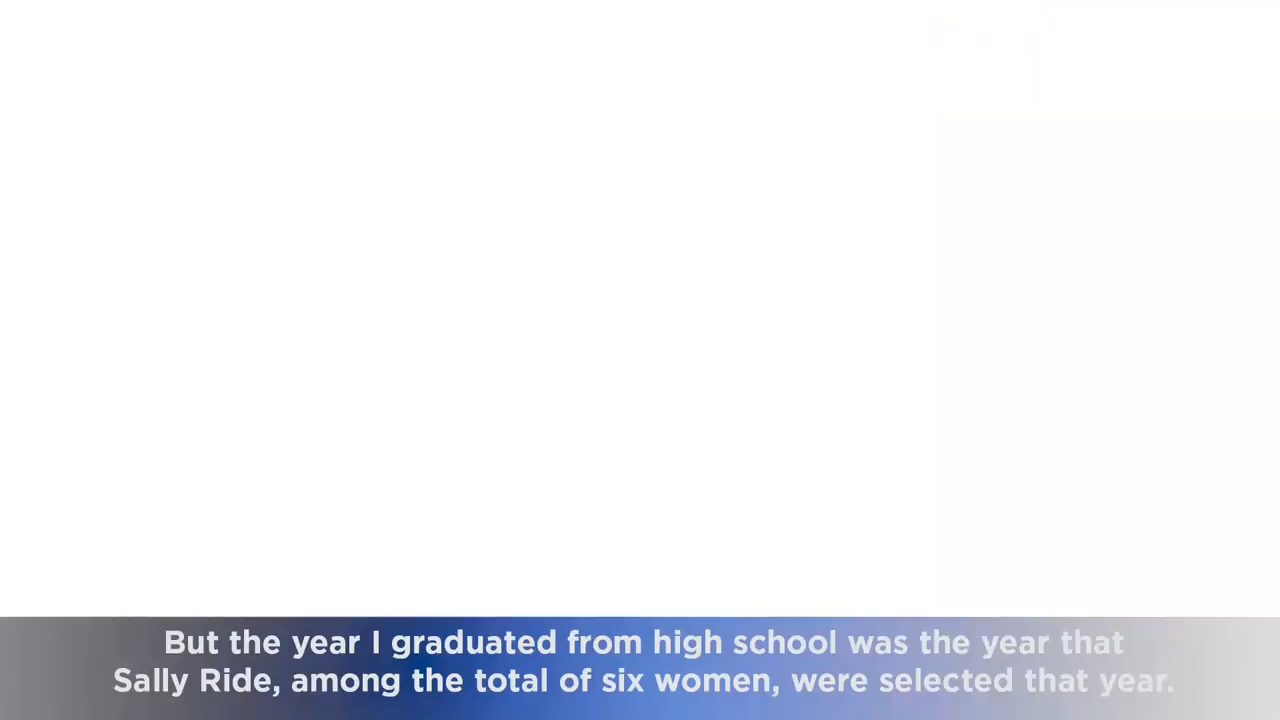 But the year I graduated from high school was the year that
Sally Ride, among the total of six women, were selected that year.